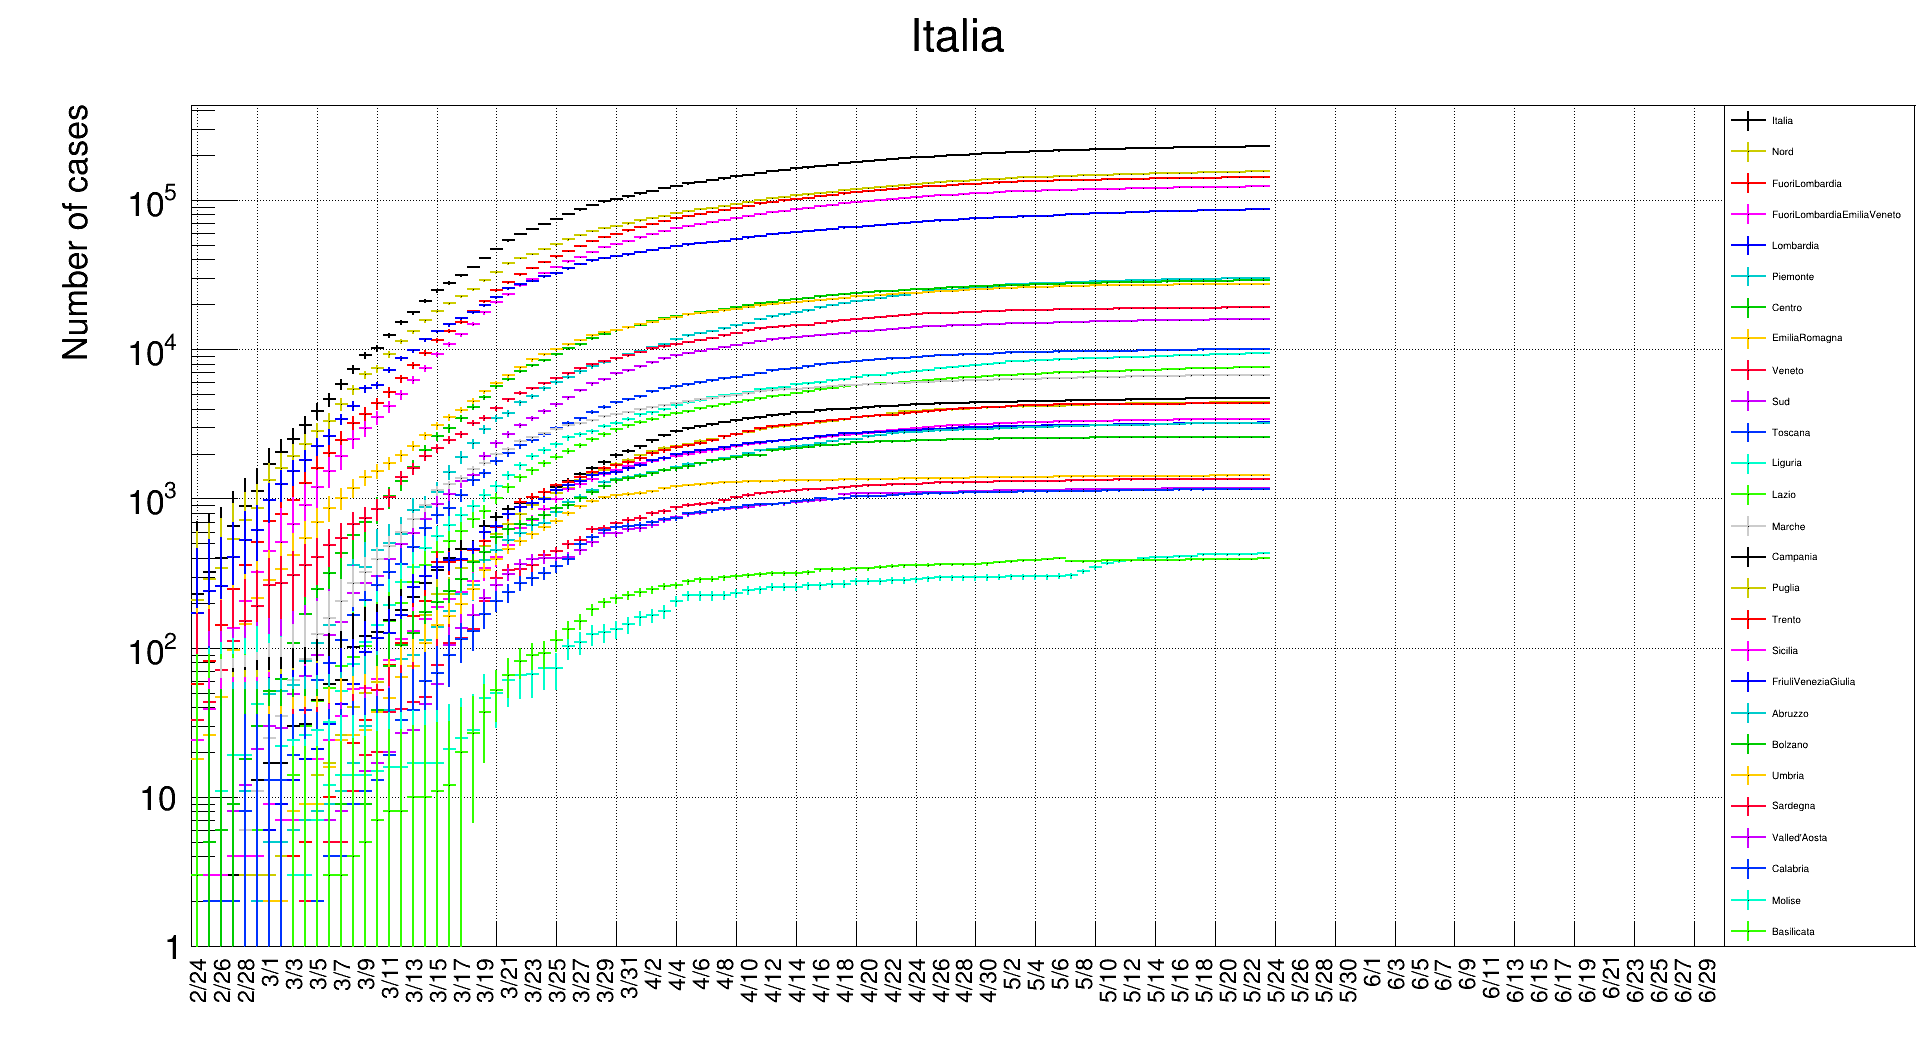 Italia
Number of cases
10^5
10^4
10^3
10^2
10
1
2/24 2/26 2/28 3/1 3/3 3/5 3/7 3/9 3/11 3/13 3/15 3/17 3/19 3/21 3/23 3/25 3/27 3/29 3/31 4/2 4/4 4/6 4/8 4/10 4/12 4/14 4/16 4/18 4/20 4/22 4/24 4/26 4/28 4/30 5/2 5/4 5/6 5/8 5/10 5/12 5/14 5/16 5/18 5/20 5/22 5/24 5/26 5/28 5/30 6/1 6/3 6/5 6/7 6/9 6/11 6/13 6/15 6/17 6/19 6/21 6/23 6/25 6/27 6/29
Italia
Nord
FuoriLombardia
FuoriLombardiaEmiliaVeneto
Lombardia
Piemonte
Centro
EmiliaRomagna
Veneto
Sud
Toscana
Liguria
Lazio
Marche
Campania
Puglia
Trento
Sicilia
FriuliVeneziaGiulia
Abruzzo
Bolzano
Umbria
Sardegna
Valled'Aosta
Calabria
Molise
Basilicata